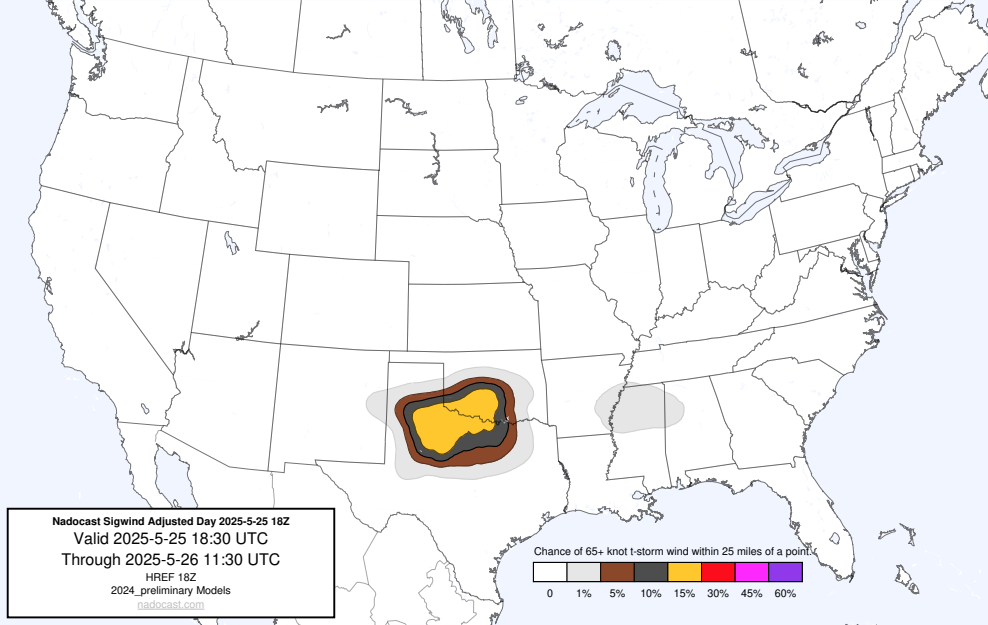 Nadocast Sigwind Adjusted Day 2025-5-25 18Z
Valid 2025-5-25 18:30 UTC
Through 2025-5-26 11:30 UTC
HREF 18Z
2024_preliminary Models
nadocast.com
Chance of 65+ knot t-storm wind within 25 miles of a point.
0 1% 5% 10% 15% 30% 45% 60%